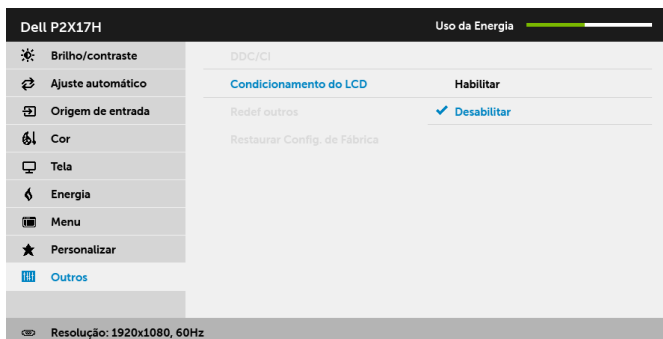 Dell P2X17H
Uso da Energia
Brilho/contraste
DDC/CI
Ajuste automático
Condicionamento do LCD
Habilitar
Origem de entrada
Redef outros
Desabilitar
Cor
Restaurar Config. de Fábrica
Tela
Energia
Menu
Personalizar
Outros
Resolução: 1920x1080, 60Hz